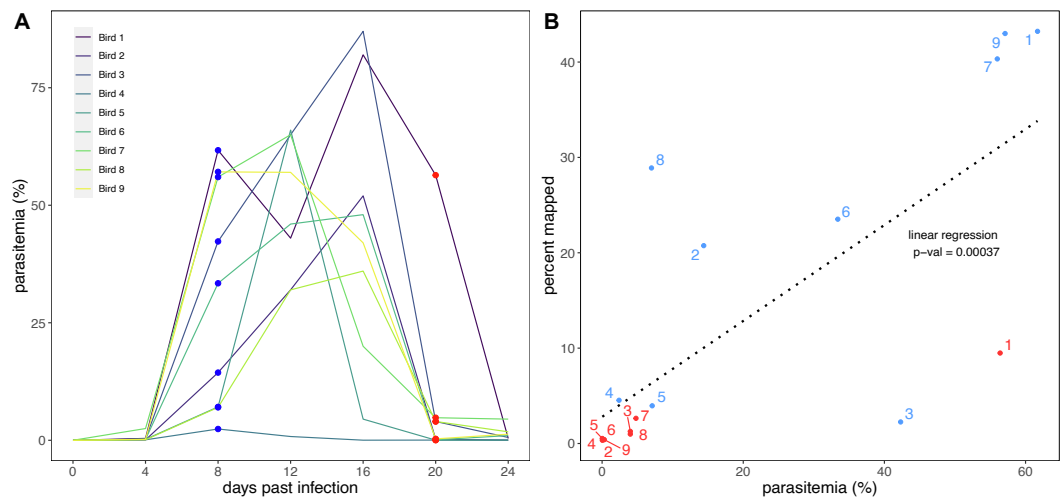 A
Bird 1
Bird 2
Bird 3
Bird 4
Bird 5
Bird 6
Bird 7
Bird 8
Bird 9
75
50
25
0
parasitemia (%)
0 4 8 12 16 20 24
days past infection
B
9 1
7
8
6
2
linear regression
p−val = 0.00037
1
4
5
3
3 7
5 6 8
4 2 9
40
30
20
10
0
percent mapped
0 20 40 60
parasitemia (%)